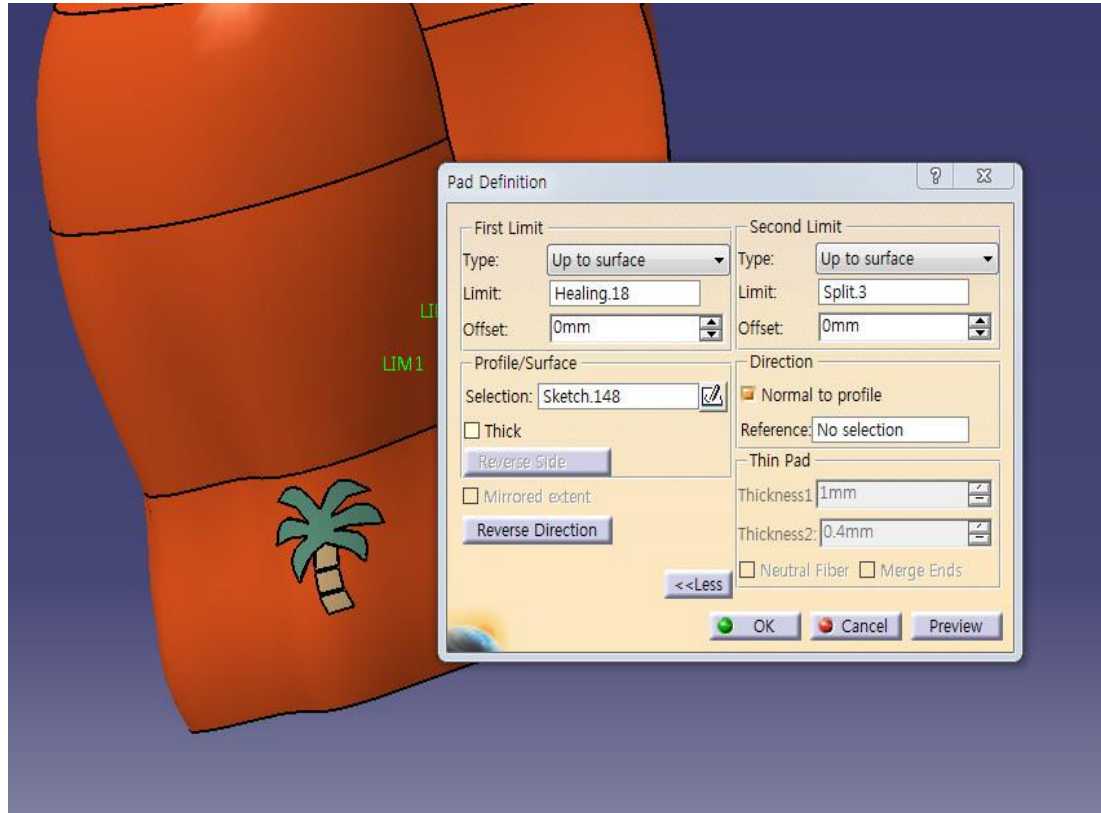 Pad Definition
First Limit
Type: Up to surface
Limit: Healing.18
Offset: 0mm
Profile/Surface
Selection: Sketch.148
Thick
Reverse Side
Mirrored extent
Reverse Direction
<<Less
Second Limit
Type: Up to surface
Limit: Split.3
Offset: 0mm
Direction
Normal to profile
Reference: No selection
Thin Pad
Thickness1 1mm
Thickness2: 0.4mm
Neutral Fiber Merge Ends
OK Cancel Preview
LIM1